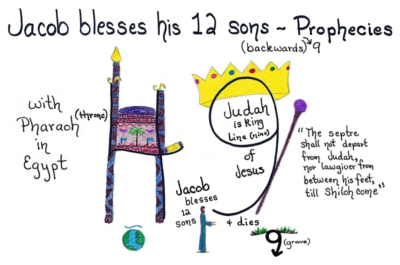 Jacob blesses his 12 sons ~ Prophecies
(backwards) 9
with
Pharaoh
in
Egypt
(throne)
Judah
is King
Line (nine)
of
Jesus
"The septre
shall not depart
from Judah,
nor lawgiver from
between his feet,
till Shiloh come"
Jacob
blesses
12
sons
+ dies
(grave)